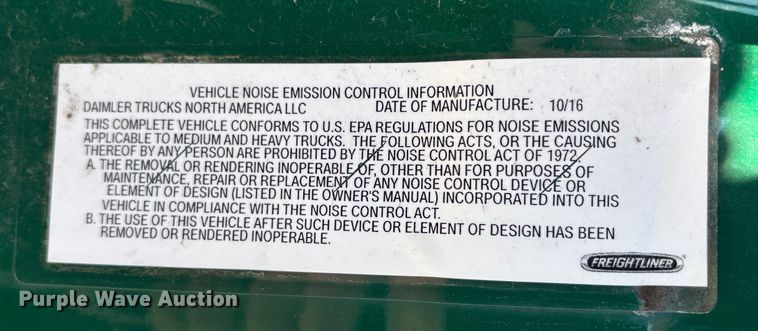 VEHICLE NOISE EMISSION CONTROL INFORMATION
DAIMLER TRUCKS NORTH AMERICA LLC DATE OF MANUFACTURE: 10/16
THIS COMPLETE VEHICLE CONFORMS TO U.S. EPA REGULATIONS FOR NOISE EMISSIONS
APPLICABLE TO MEDIUM AND HEAVY TRUCKS. THE FOLLOWING ACTS, OR THE CAUSING
THEREOF BY ANY PERSON ARE PROHIBITED BY THE NOISE CONTROL ACT OF 1972.
A. THE REMOVAL OR RENDERING INOPERABLE OF, OTHER THAN FOR PURPOSES OF
MAINTENANCE, REPAIR OR REPLACEMENT OF ANY NOISE CONTROL DEVICE OR
ELEMENT OF DESIGN (LISTED IN THE OWNER'S MANUAL) INCORPORATED INTO THIS
VEHICLE IN COMPLIANCE WITH THE NOISE CONTROL ACT.
B. THE USE OF THIS VEHICLE AFTER SUCH DEVICE OR ELEMENT OF DESIGN HAS BEEN
REMOVED OR RENDERED INOPERABLE.
FREIGHTLINER
Purple Wave Auction